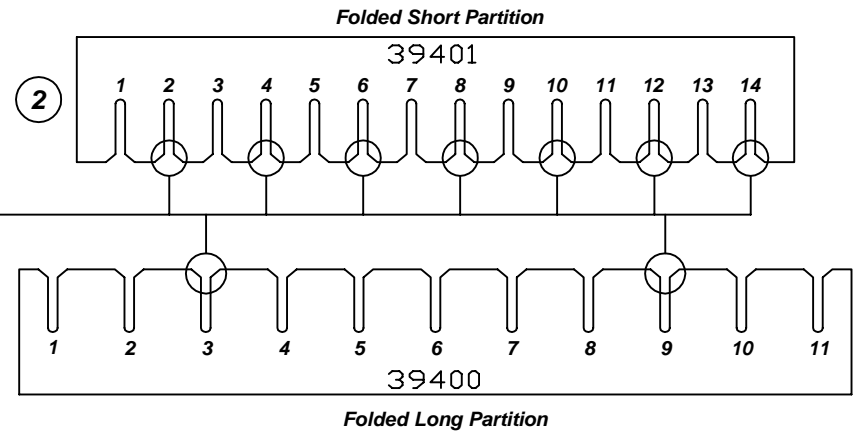 Folded Short Partition
39401
2
1 2 3 4 5 6 7 8 9 10 11 12 13 14
1 2 3 4 5 6 7 8 9 10 11
39400
Folded Long Partition